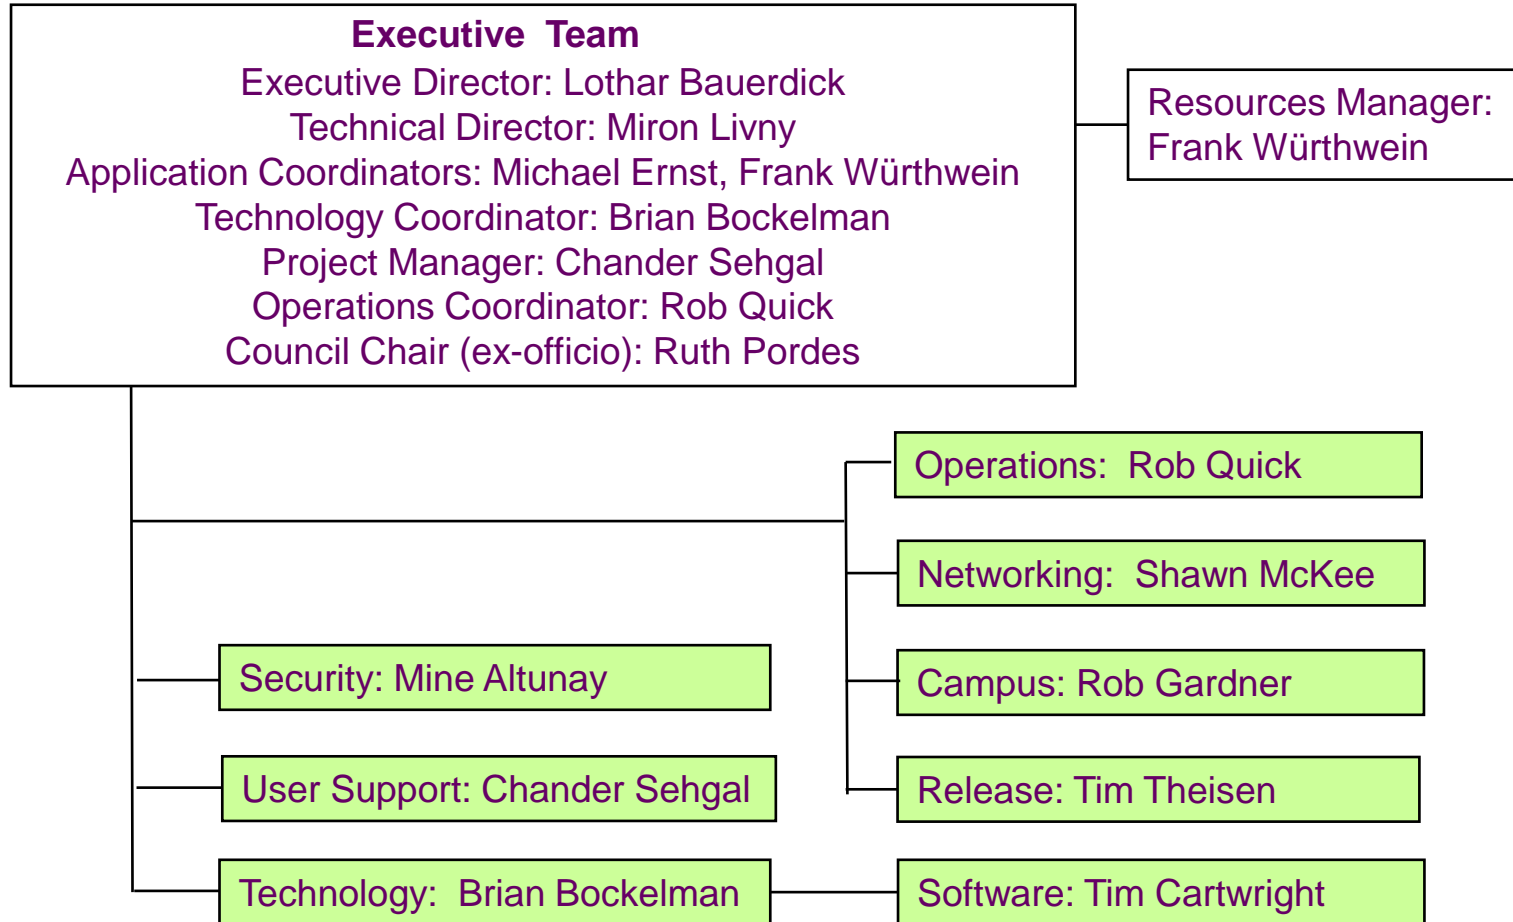 Executive Team
Executive Director: Lothar Bauerdick
Technical Director: Miron Livny
Application Coordinators: Michael Ernst, Frank Würthwein
Technology Coordinator: Brian Bockelman
Project Manager: Chander Sehgal
Operations Coordinator: Rob Quick
Council Chair (ex-officio): Ruth Pordes
Resources Manager:
Frank Würthwein
Operations: Rob Quick
Networking: Shawn McKee
Campus: Rob Gardner
Release: Tim Theisen
Security: Mine Altunay
User Support: Chander Sehgal
Technology: Brian Bockelman
Software: Tim Cartwright